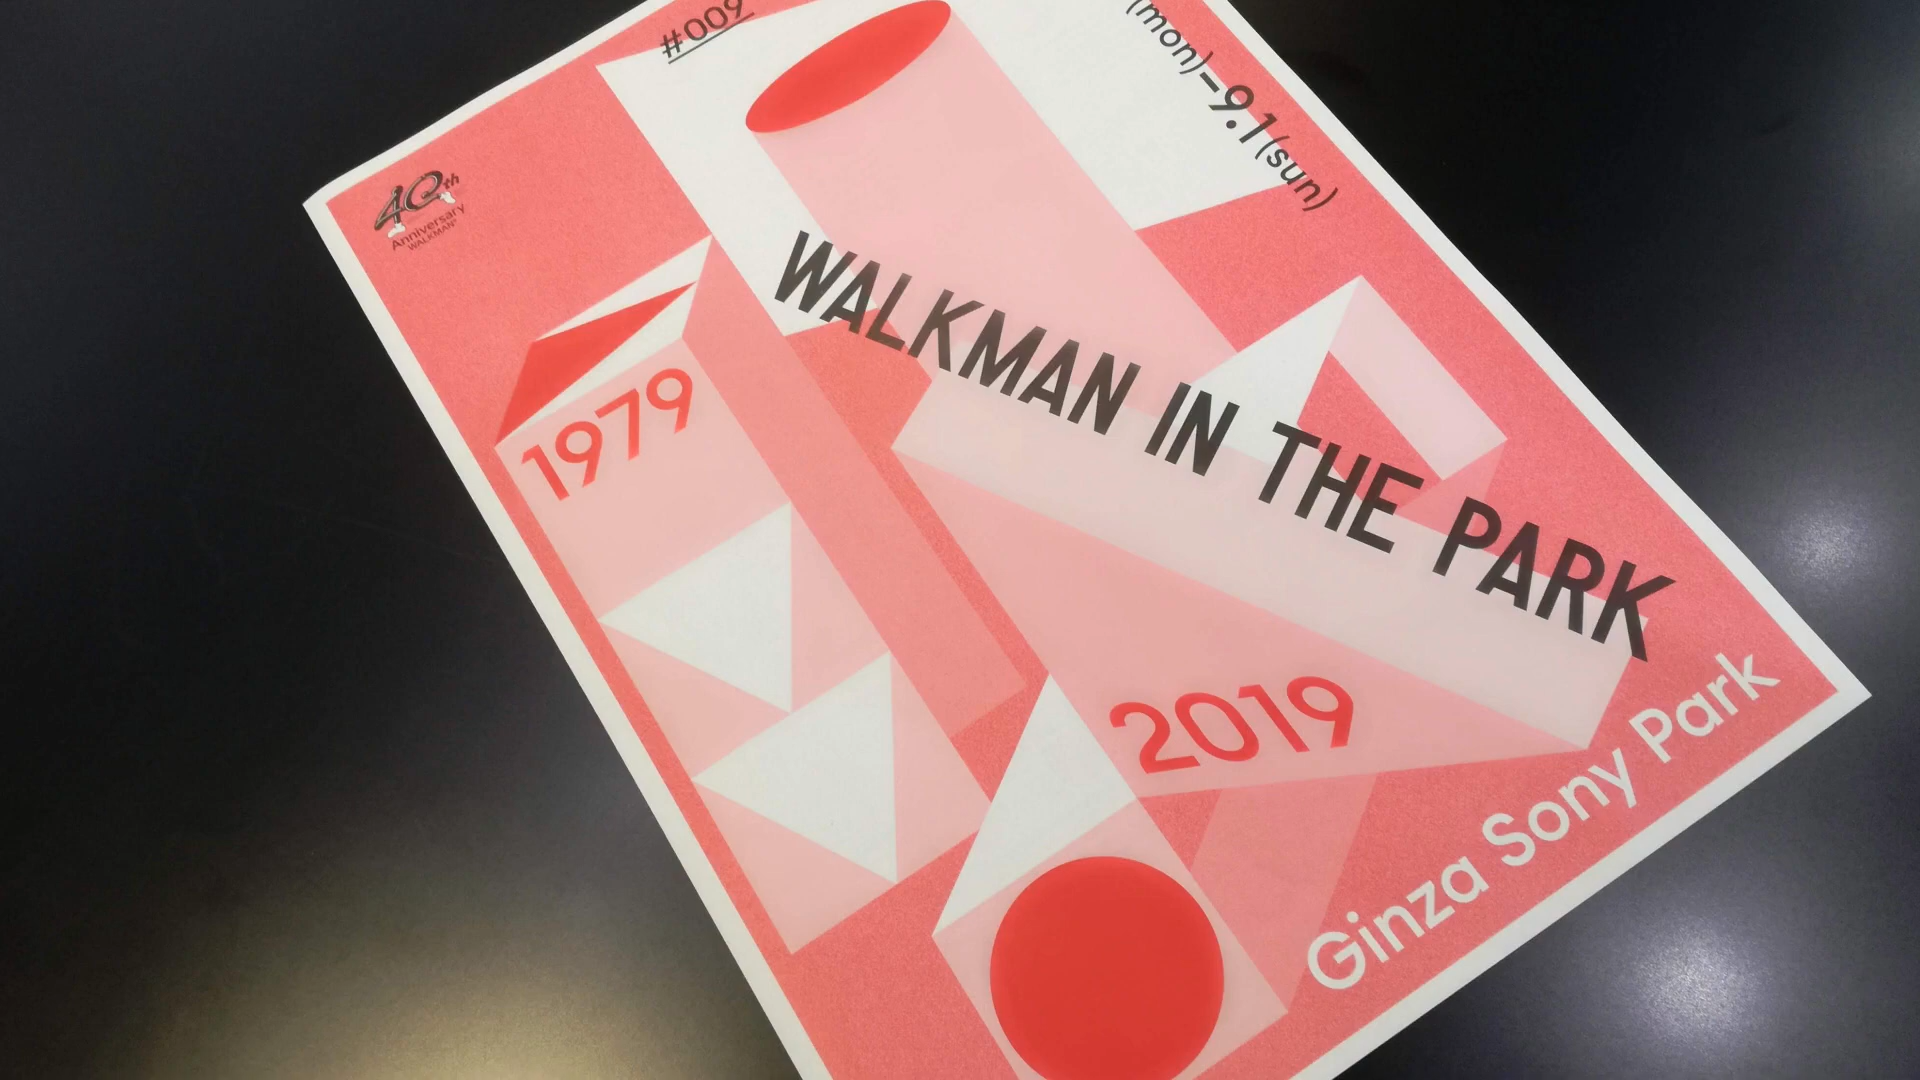 #009
(mon)–9.1(sun)
40th
Anniversary
WALKMAN®
WALKMAN IN THE PARK
1979
2019
Ginza Sony Park